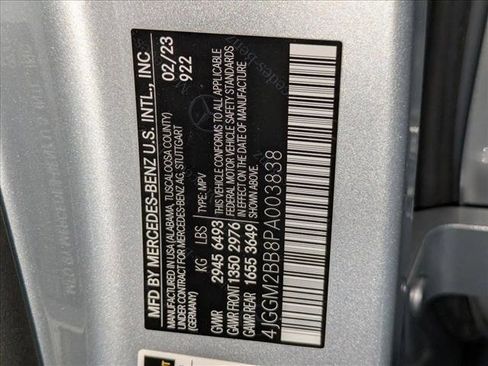 MFD BY MERCEDES-BENZ U.S. INTL., INC
MANUFACTURED IN USA (ALABAMA, TUSCALOOSA COUNTY)
UNDER CONTRACT FOR MERCEDES-BENZ AG, STUTTGART
(GERMANY)
02/23
922
KG LBS TYPE: MPV
GVWR 2945 6493
GAWR FRONT 1350 2976
GAWR REAR 1655 3649
THIS VEHICLE CONFORMS TO ALL APPLICABLE
FEDERAL MOTOR VEHICLE SAFETY STANDARDS
IN EFFECT ON THE DATE OF MANUFACTURE
SHOWN ABOVE.
4JGGM2BB8PA003838